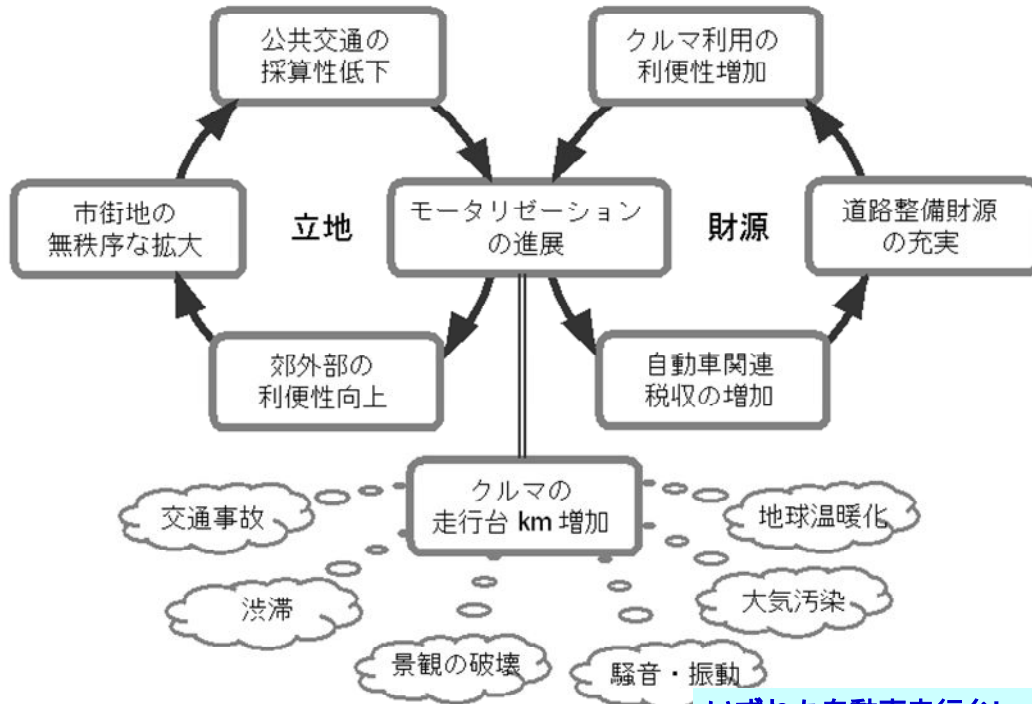 公共交通の
採算性低下
クルマ利用の
利便性増加
市街地の
無秩序な拡大
立地
モータリゼーション
の進展
財源
道路整備財源
の充実
郊外部の
利便性向上
自動車関連
税収の増加
クルマの
走行台 km 増加
交通事故
地球温暖化
渋滞
大気汚染
景観の破壊
騒音・振動